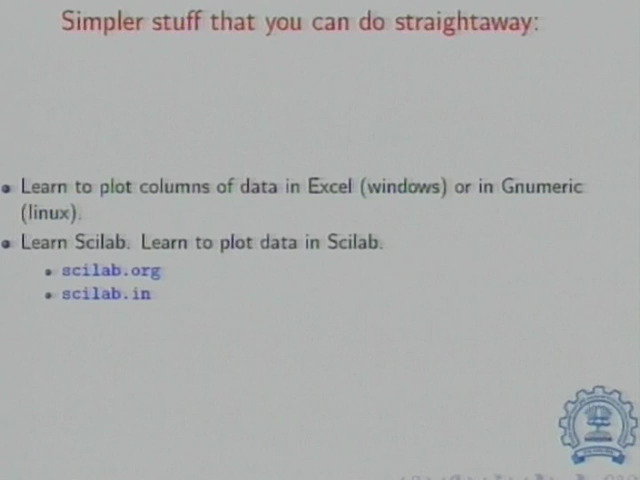 Simpler stuff that you can do straightaway:
Learn to plot columns of data in Excel (windows) or in Gnumeric
(linux).
Learn Scilab. Learn to plot data in Scilab.
scilab.org
scilab.in